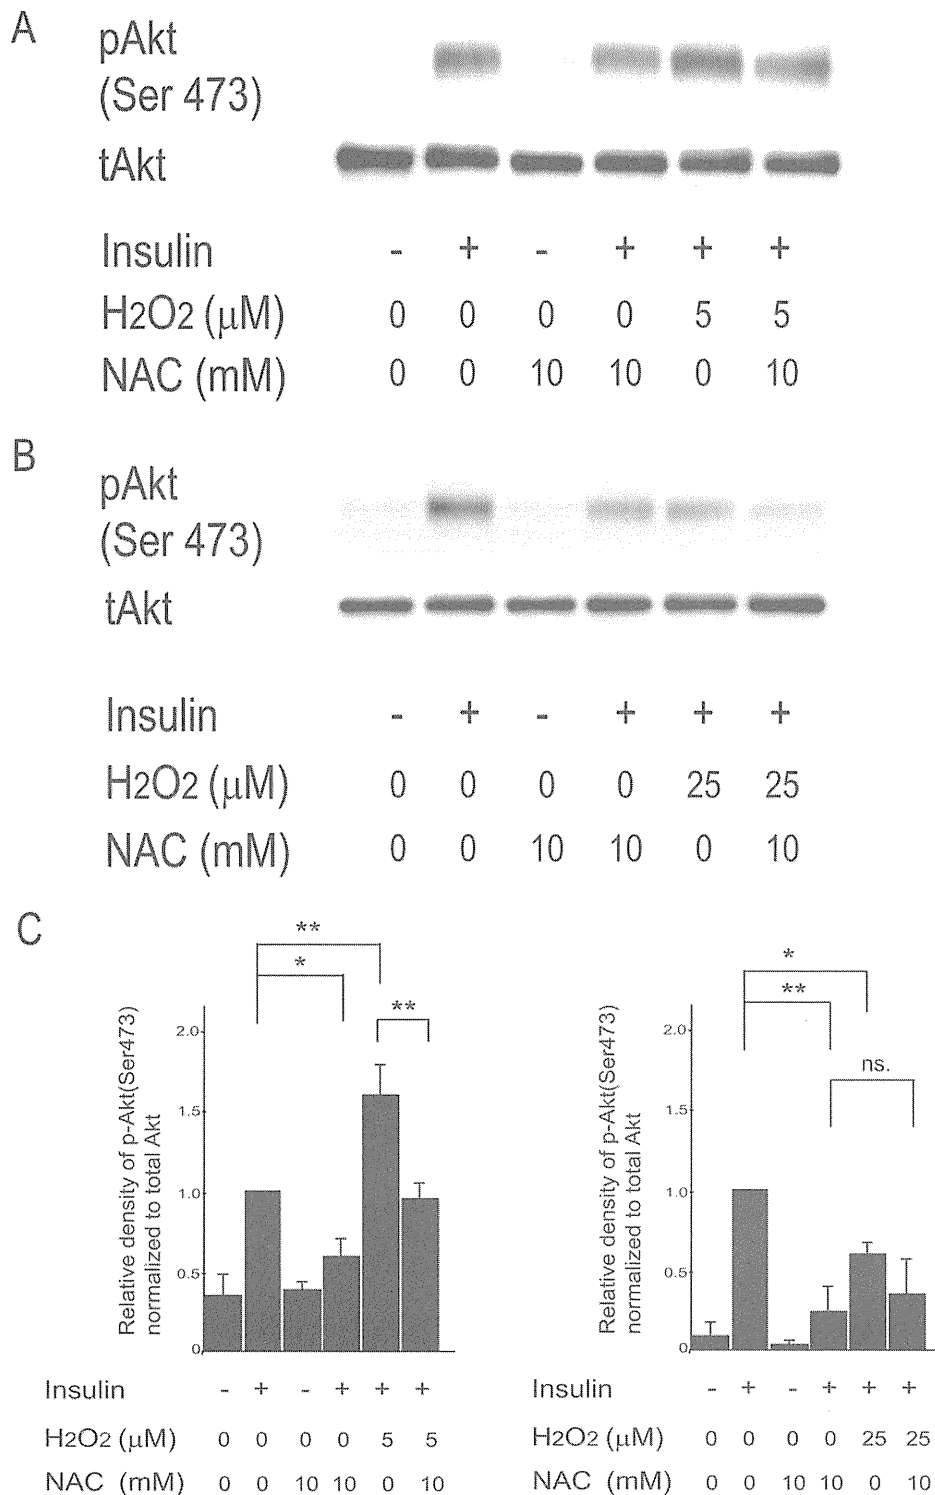 A
pAkt
(Ser 473)
tAkt
Insulin - + - + + +
H2O2 (μM) 0 0 0 0 5 5
NAC (mM) 0 0 10 10 0 10
B
pAkt
(Ser 473)
tAkt
Insulin - + - + + +
H2O2 (μM) 0 0 0 0 25 25
NAC (mM) 0 0 10 10 0 10
C
**
*
**
Relative density of p-Akt(Ser473)
normalized to total Akt
2.0
1.5
1.0
0.5
0
Insulin - + - + + +
H2O2 (μM) 0 0 0 0 5 5
NAC (mM) 0 0 10 10 0 10
*
**
ns.
Relative density of p-Akt(Ser473)
normalized to total Akt
2.0
1.5
1.0
0.5
0
Insulin - + - + + +
H2O2 (μM) 0 0 0 0 25 25
NAC (mM) 0 0 10 10 0 10